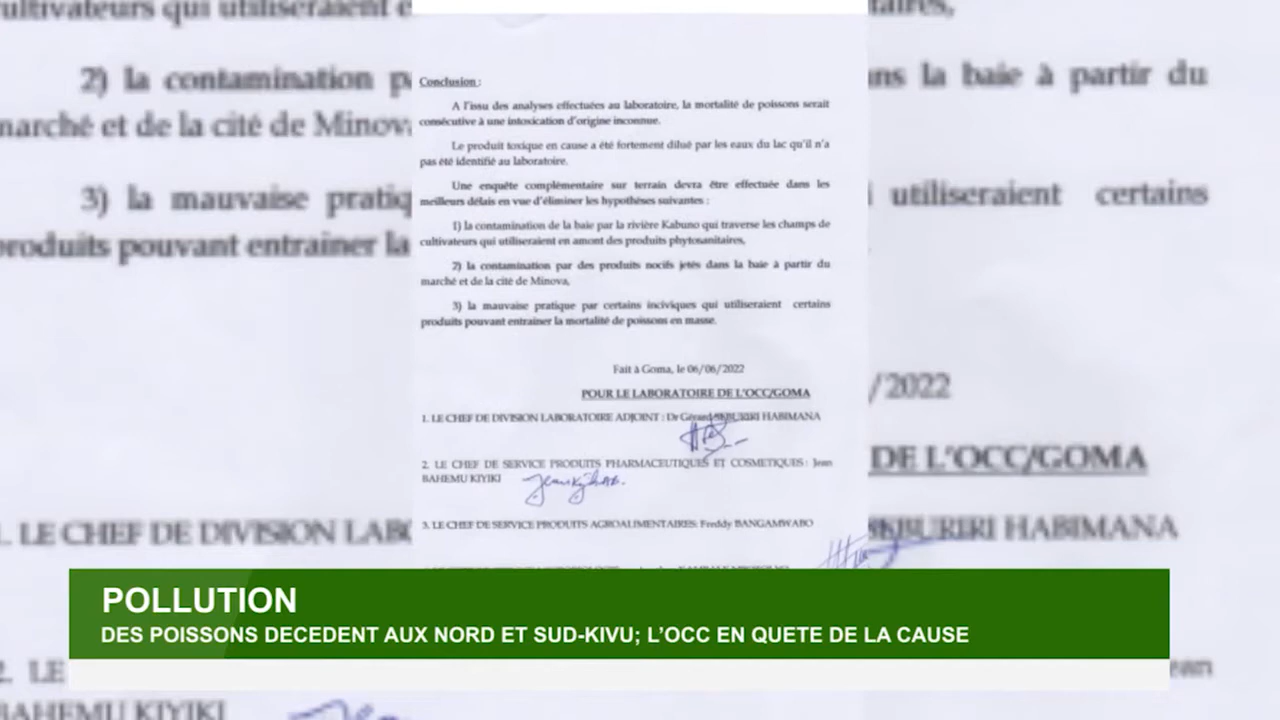 Conclusion :
A l'issu des analyses effectuées au laboratoire, la mortalité de poissons serait
consécutive à une intoxication d'origine inconnue.
Le produit toxique en cause a été fortement dilué par les eaux du lac qu'il n'a
pas été identifié au laboratoire.
Une enquête complémentaire sur terrain devra être effectuée dans les
meilleurs délais en vue d'éliminer les hypothèses suivantes :
1) la contamination de la baie par la rivière Kabuno qui traverse les champs de
cultivateurs qui utiliseraient en amont des produits phytosanitaires,
2) la contamination par des produits nocifs jetés dans la baie à partir du
marché et de la cité de Minova,
3) la mauvaise pratique par certains inciviques qui utiliseraient certains
produits pouvant entrainer la mortalité de poissons en masse.
Fait à Goma, le 06/06/2022
POUR LE LABORATOIRE DE L'OCC/GOMA
1. LE CHEF DE DIVISION LABORATOIRE ADJOINT : Dr Gérard HABIMANA
2. LE CHEF DE SERVICE PRODUITS PHARMACEUTIQUES ET COSMETIQUES : Jean
BAHEMU KIYIKI
3. LE CHEF DE SERVICE PRODUITS AGROALIMENTAIRES: Freddy BANGAMWABO
POLLUTION
DES POISSONS DECEDENT AUX NORD ET SUD-KIVU; L'OCC EN QUETE DE LA CAUSE